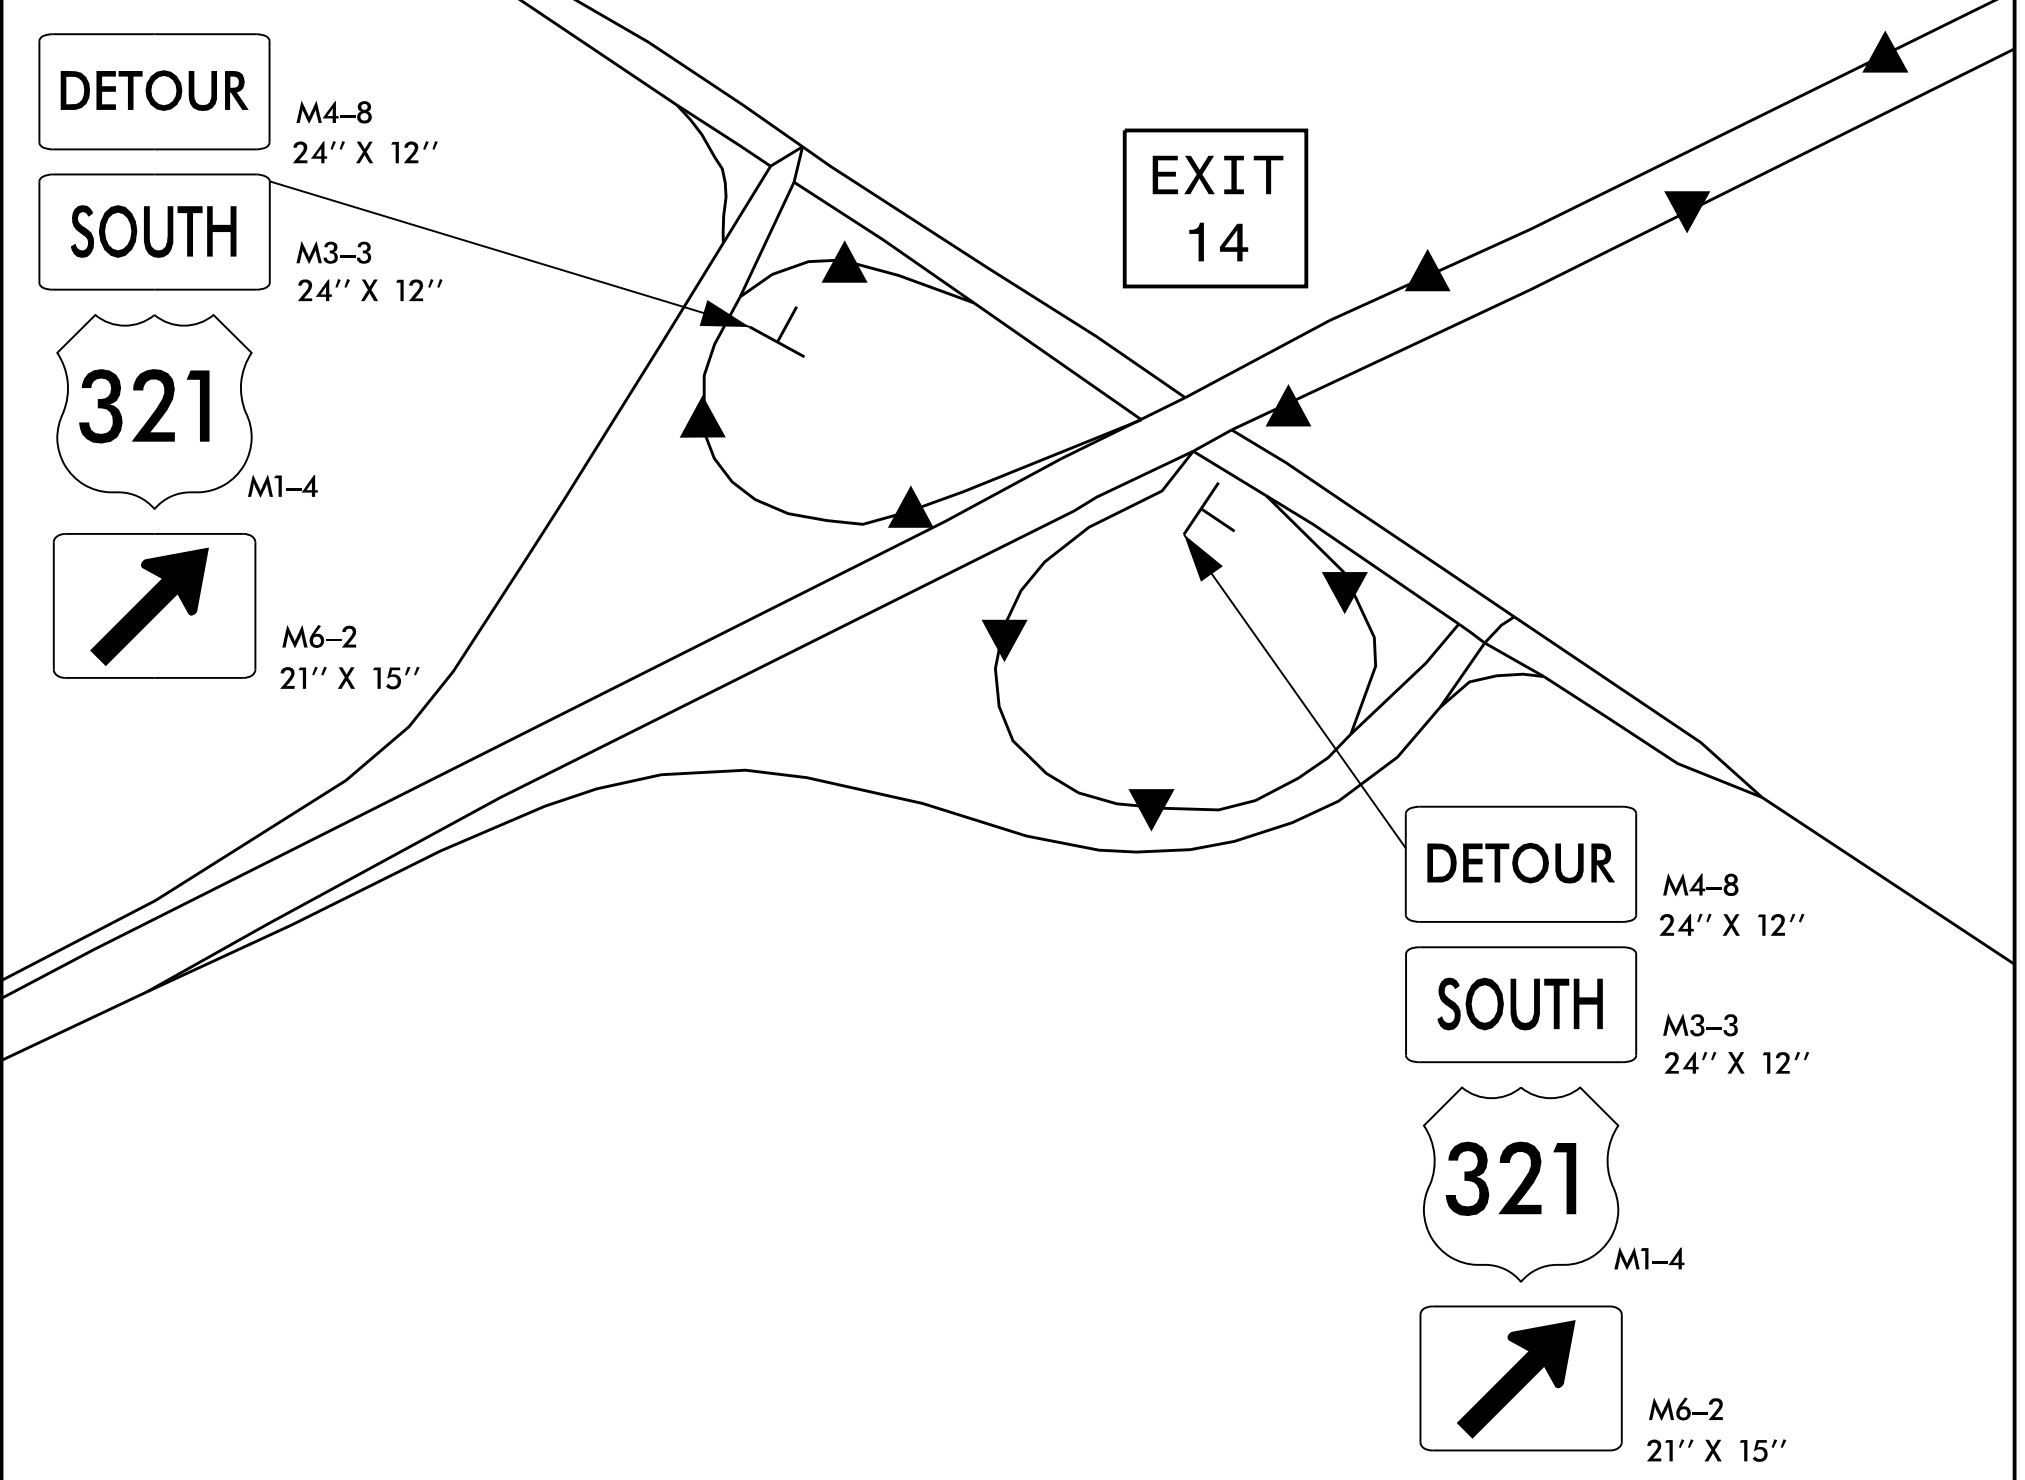 DETOUR
M4–8
24'' X 12''
SOUTH
M3–3
24'' X 12''
321
M1–4
M6–2
21'' X 15''
EXIT
14
DETOUR
M4–8
24'' X 12''
SOUTH
M3–3
24'' X 12''
321
M1–4
M6–2
21'' X 15''